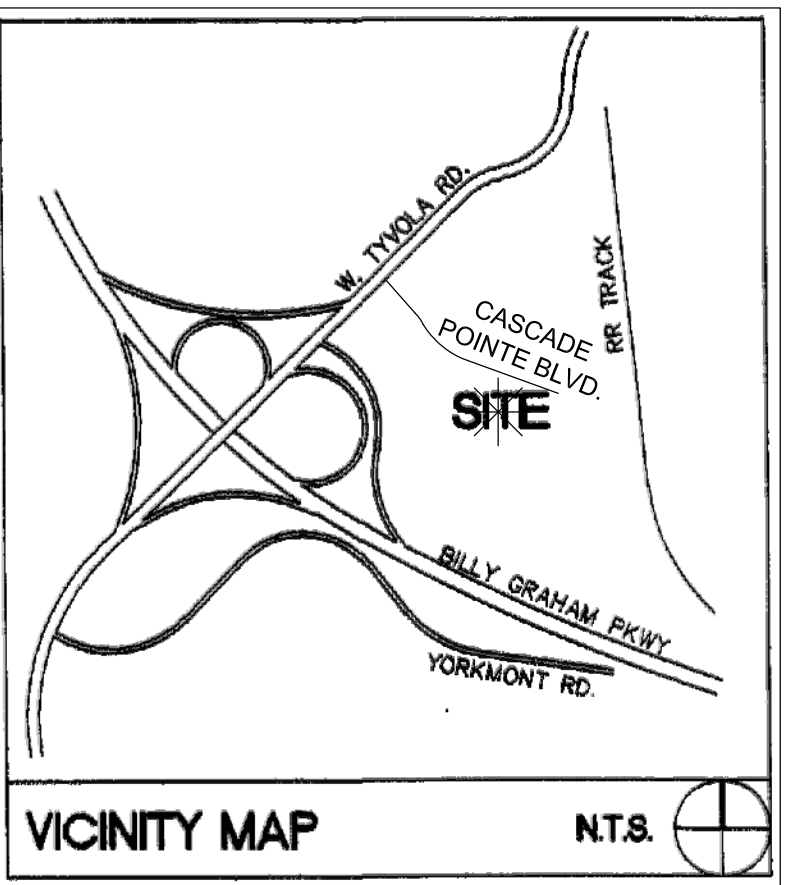 W. TYVOLA RD.
RR TRACK
CASCADE
POINTE BLVD.
SITE
BILLY GRAHAM PKWY
YORKMONT RD.
VICINITY MAP
N.T.S.